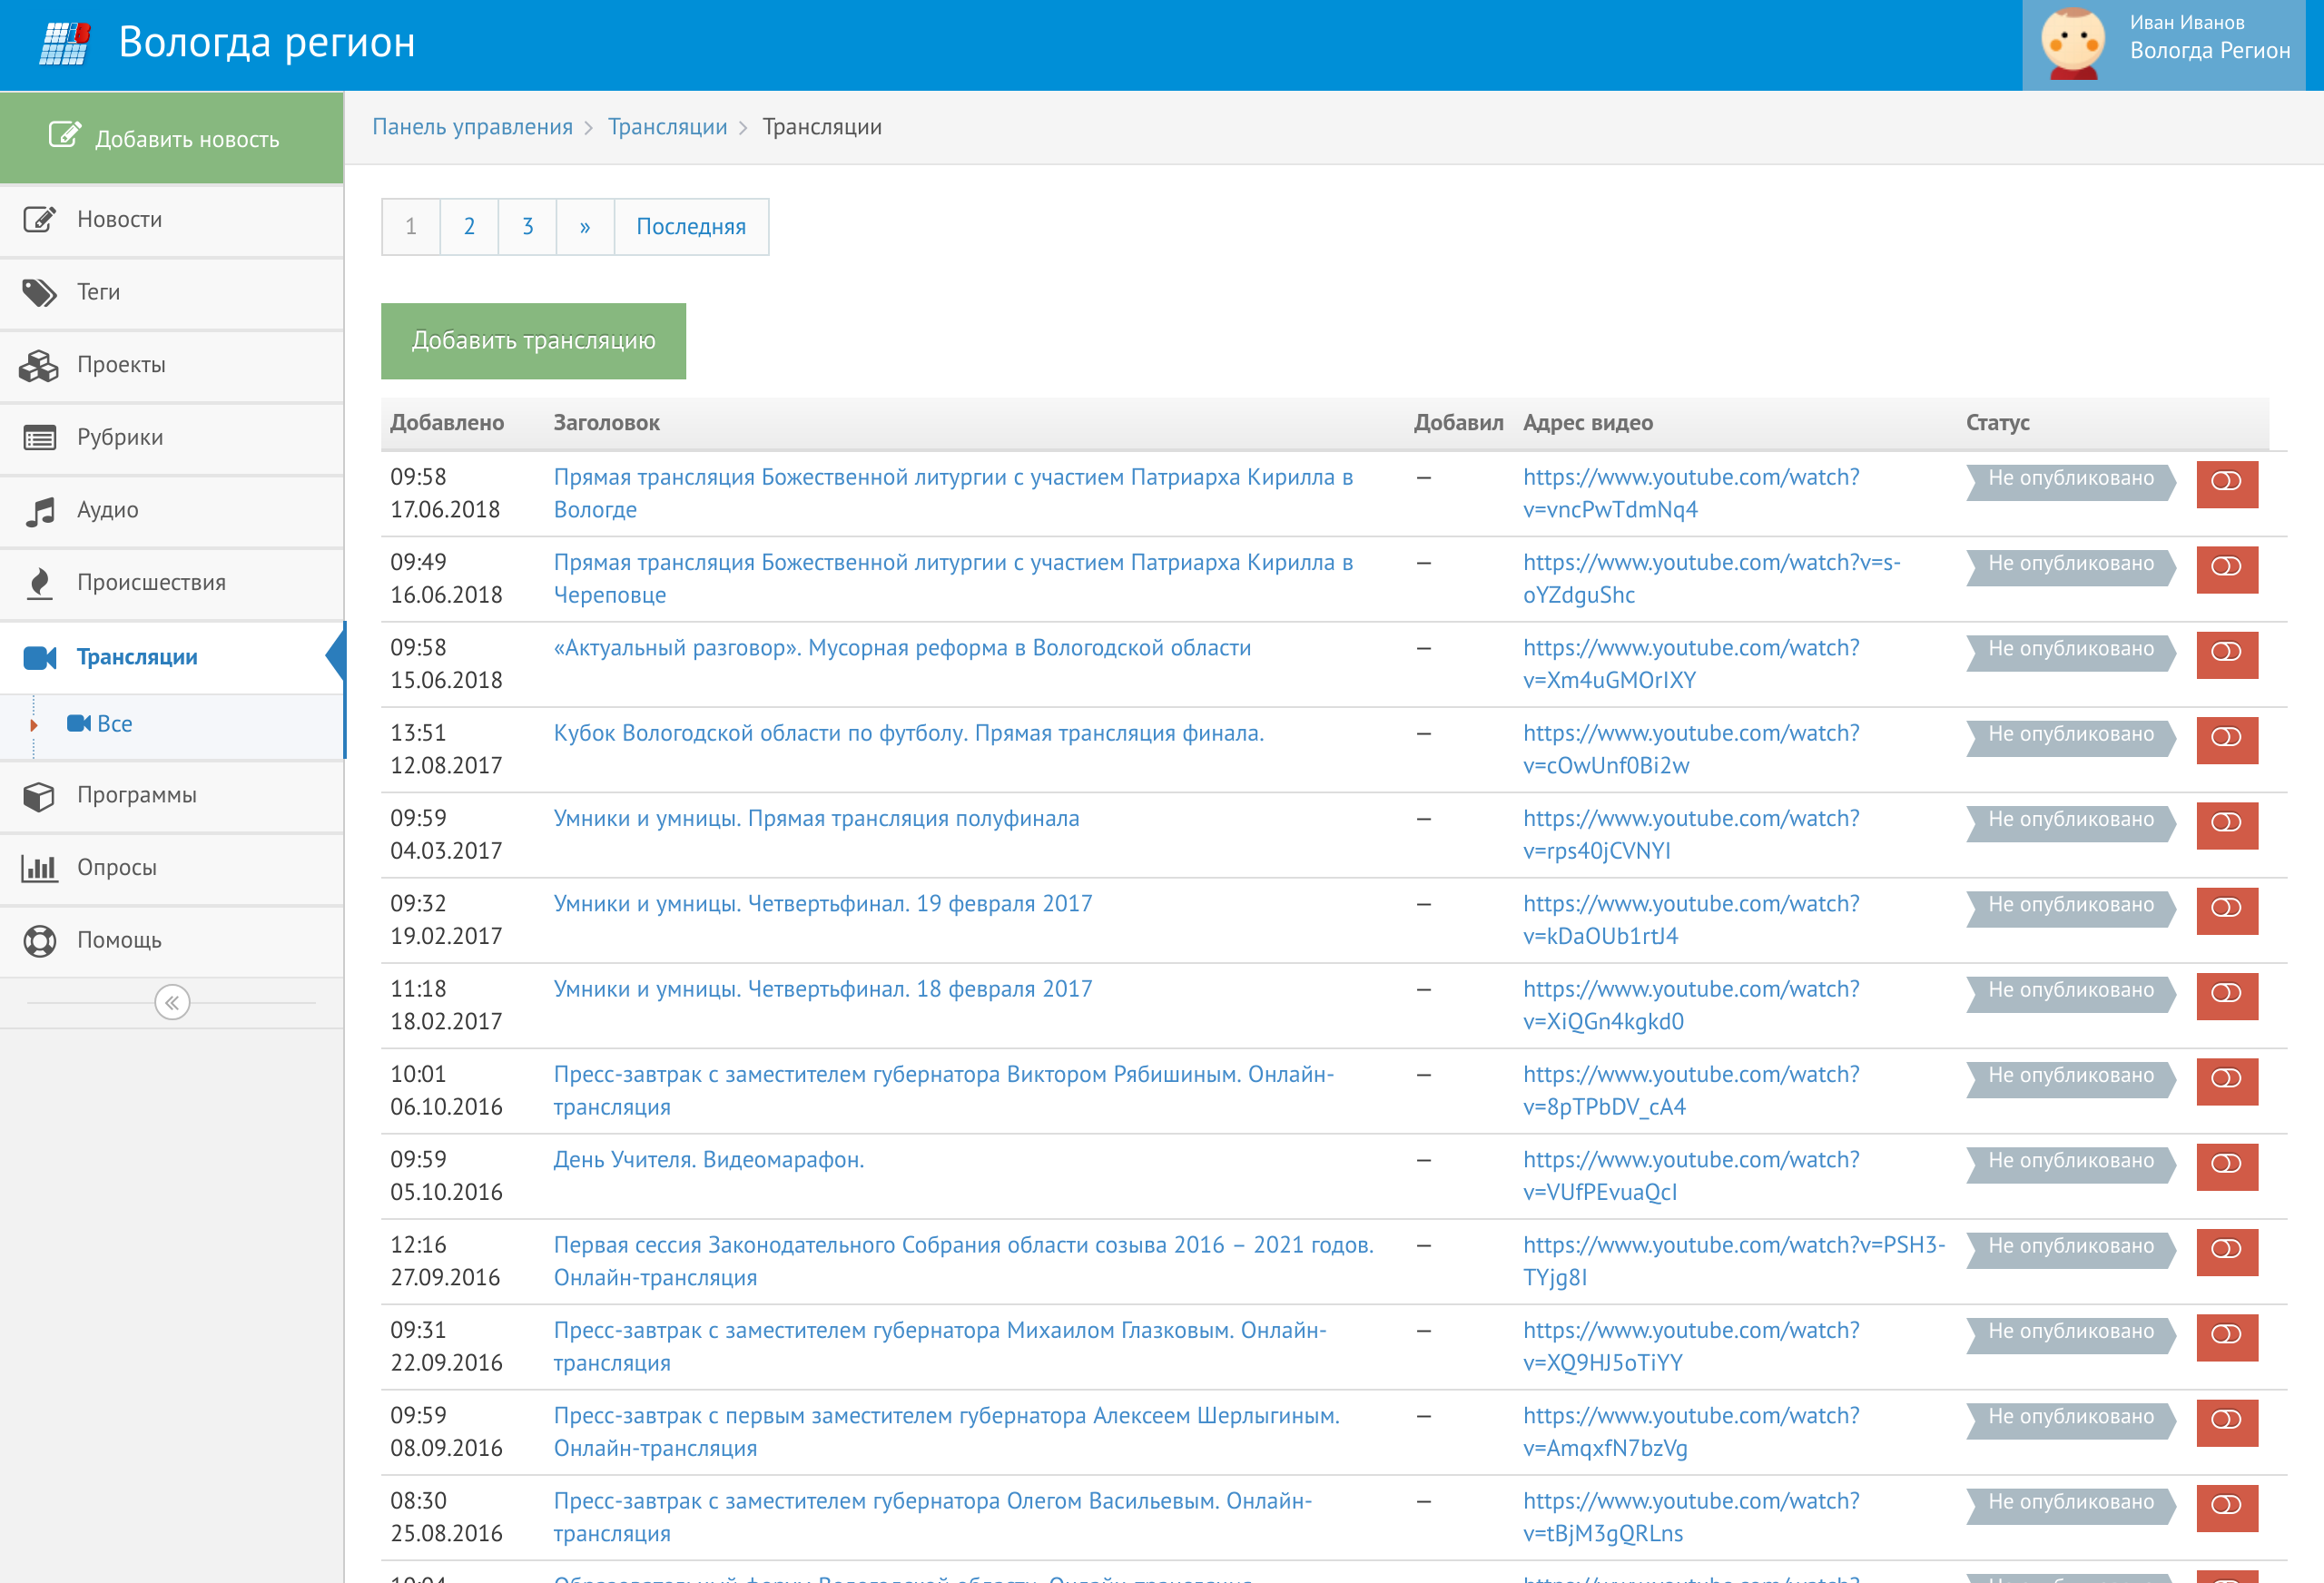 Вологда регион
Иван Иванов
Вологда Регион
Добавить новость
Новости
Теги
Проекты
Рубрики
Аудио
Происшествия
Трансляции
Все
Программы
Опросы
Помощь
Панель управления > Трансляции > Трансляции
1 2 3 » Последняя
Добавить трансляцию
Добавлено Заголовок Добавил Адрес видео Статус
09:58 Прямая трансляция Божественной литургии с участием Патриарха Кирилла в — https://www.youtube.com/watch? Не опубликовано
17.06.2018 Вологде v=vncPwTdmNq4
09:49 Прямая трансляция Божественной литургии с участием Патриарха Кирилла в — https://www.youtube.com/watch?v=s- Не опубликовано
16.06.2018 Череповце oYZdguShc
09:58 «Актуальный разговор». Мусорная реформа в Вологодской области — https://www.youtube.com/watch? Не опубликовано
15.06.2018 v=Xm4uGMOrIXY
13:51 Кубок Вологодской области по футболу. Прямая трансляция финала. — https://www.youtube.com/watch? Не опубликовано
12.08.2017 v=cOwUnf0Bi2w
09:59 Умники и умницы. Прямая трансляция полуфинала — https://www.youtube.com/watch? Не опубликовано
04.03.2017 v=rps40jCVNYI
09:32 Умники и умницы. Четвертьфинал. 19 февраля 2017 — https://www.youtube.com/watch? Не опубликовано
19.02.2017 v=kDaOUb1rtJ4
11:18 Умники и умницы. Четвертьфинал. 18 февраля 2017 — https://www.youtube.com/watch? Не опубликовано
18.02.2017 v=XiQGn4kgkd0
10:01 Пресс-завтрак с заместителем губернатора Виктором Рябишиным. Онлайн- — https://www.youtube.com/watch? Не опубликовано
06.10.2016 трансляция v=8pTPbDV_cA4
09:59 День Учителя. Видеомарафон. — https://www.youtube.com/watch? Не опубликовано
05.10.2016 v=VUfPEvuaQcI
12:16 Первая сессия Законодательного Собрания области созыва 2016 – 2021 годов. — https://www.youtube.com/watch?v=PSH3- Не опубликовано
27.09.2016 Онлайн-трансляция TYjg8I
09:31 Пресс-завтрак с заместителем губернатора Михаилом Глазковым. Онлайн- — https://www.youtube.com/watch? Не опубликовано
22.09.2016 трансляция v=XQ9HJ5oTiYY
09:59 Пресс-завтрак с первым заместителем губернатора Алексеем Шерлыгиным. — https://www.youtube.com/watch? Не опубликовано
08.09.2016 Онлайн-трансляция v=AmqxfN7bzVg
08:30 Пресс-завтрак с заместителем губернатора Олегом Васильевым. Онлайн- — https://www.youtube.com/watch? Не опубликовано
25.08.2016 трансляция v=tBjM3gQRLns